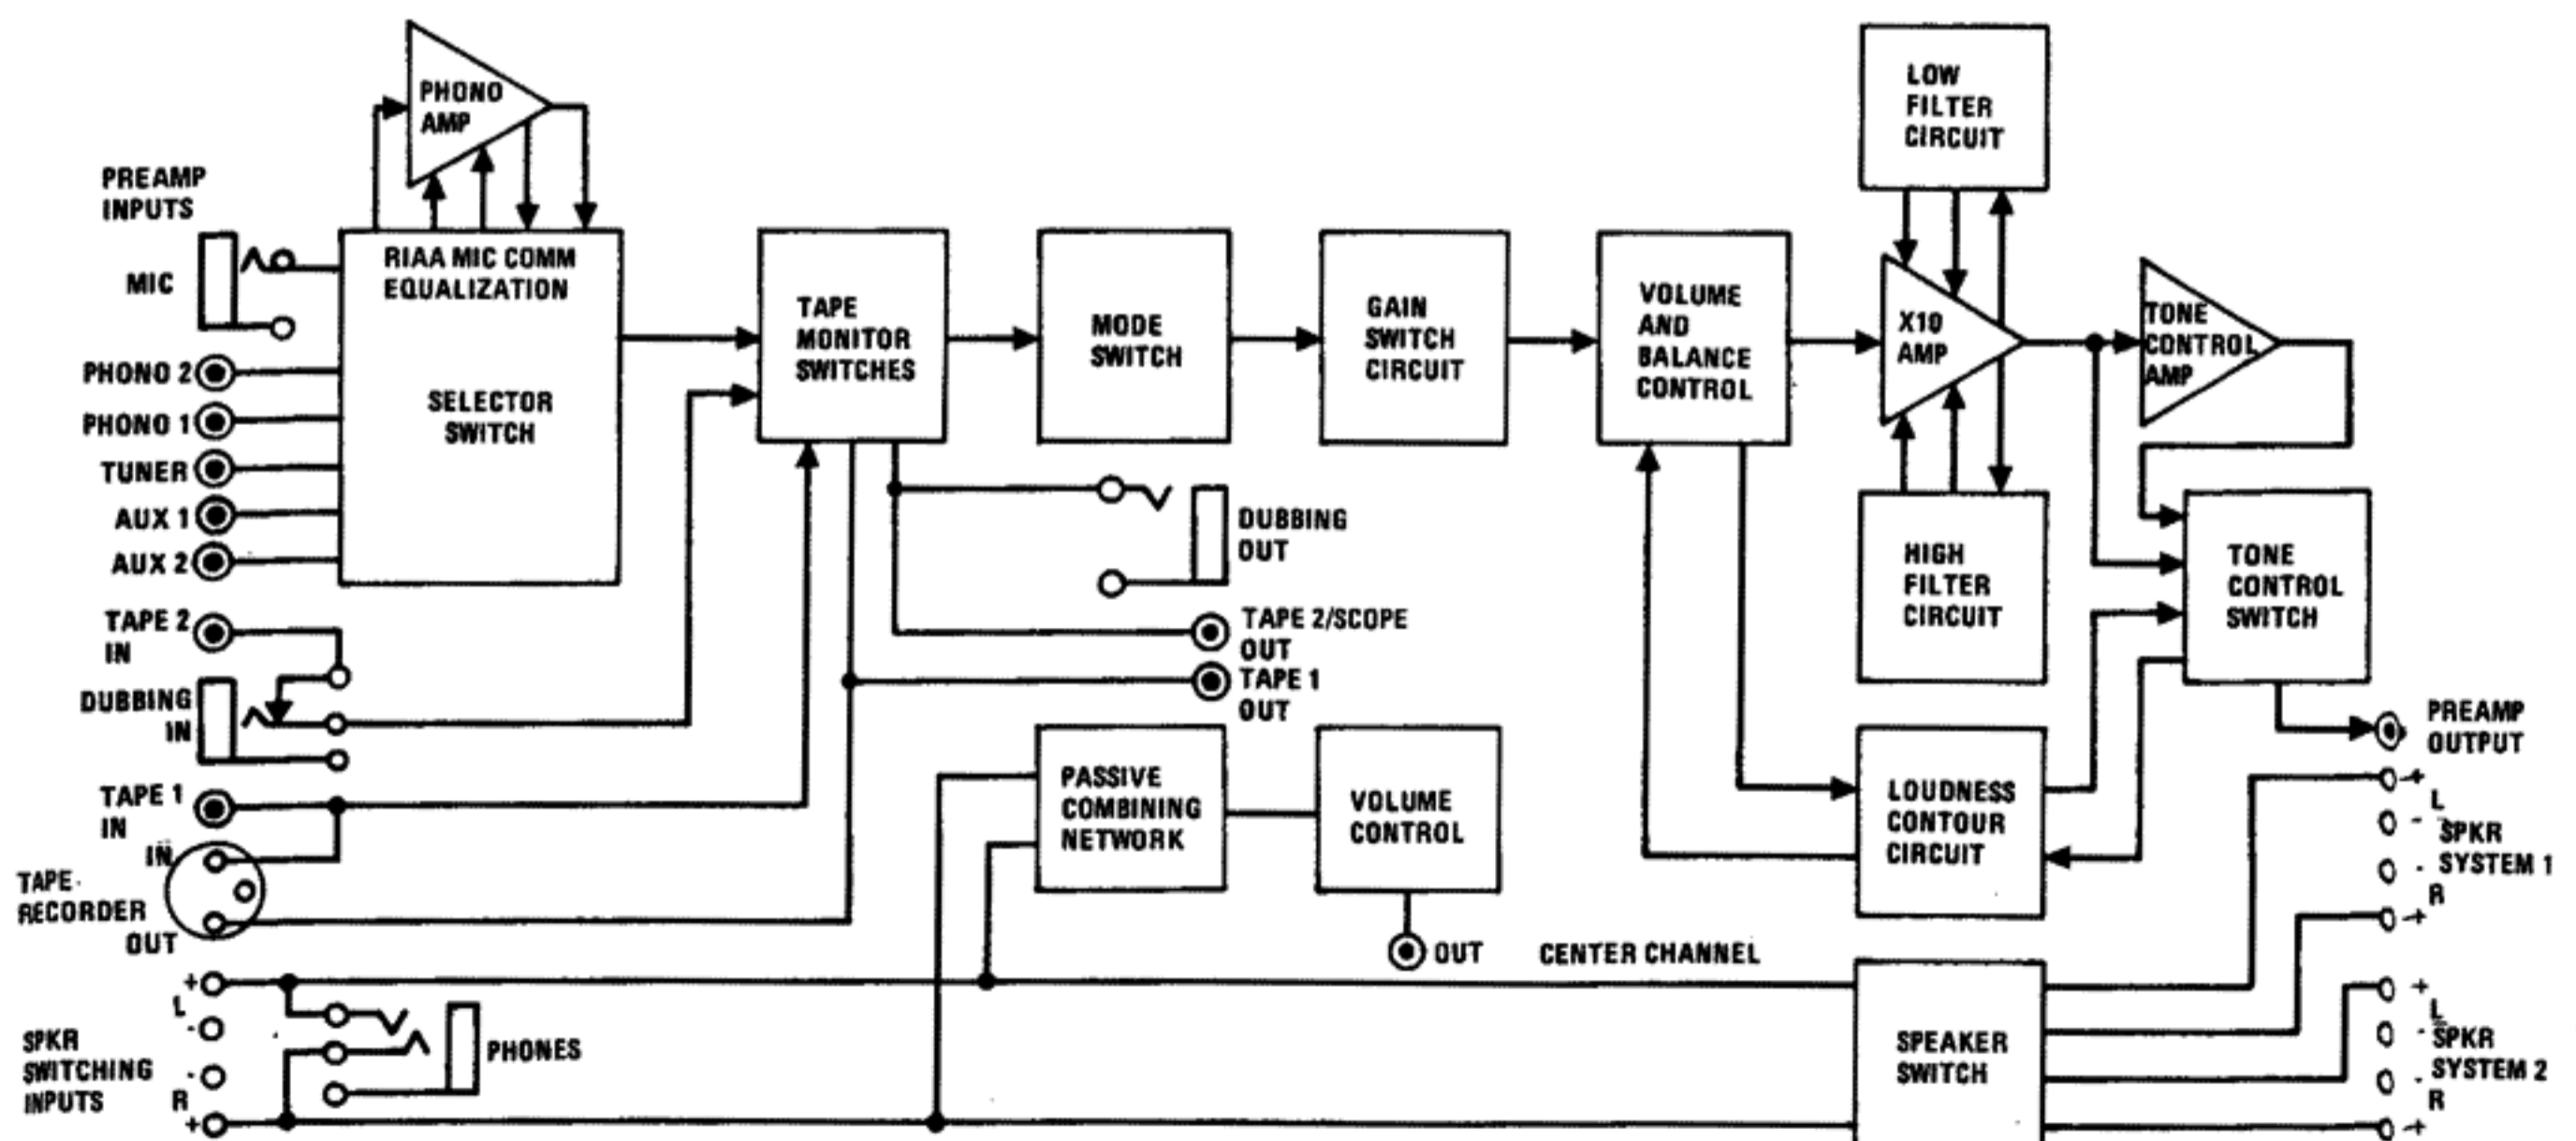 PHONO
AMP
LOW
FILTER
CIRCUIT
PREAMP
INPUTS
MIC
RIAA MIC COMM
EQUALIZATION
SELECTOR
SWITCH
PHONO 2
PHONO 1
TUNER
AUX 1
AUX 2
TAPE
MONITOR
SWITCHES
MODE
SWITCH
GAIN
SWITCH
CIRCUIT
VOLUME
AND
BALANCE
CONTROL
X10
AMP
TONE
CONTROL
AMP
HIGH
FILTER
CIRCUIT
TONE
CONTROL
SWITCH
DUBBING
OUT
TAPE 2/SCOPE
OUT
TAPE 1
OUT
TAPE 2
IN
DUBBING
IN
TAPE 1
IN
IN
TAPE
RECORDER
OUT
PASSIVE
COMBINING
NETWORK
VOLUME
CONTROL
OUT
CENTER CHANNEL
LOUDNESS
CONTOUR
CIRCUIT
PREAMP
OUTPUT
+
L
-
SPKR
SYSTEM 1
-
R
+
+
L
-
SPKR
SWITCHING
INPUTS
-
R
+
PHONES
SPEAKER
SWITCH
+
L
-
SPKR
SYSTEM 2
-
R
+